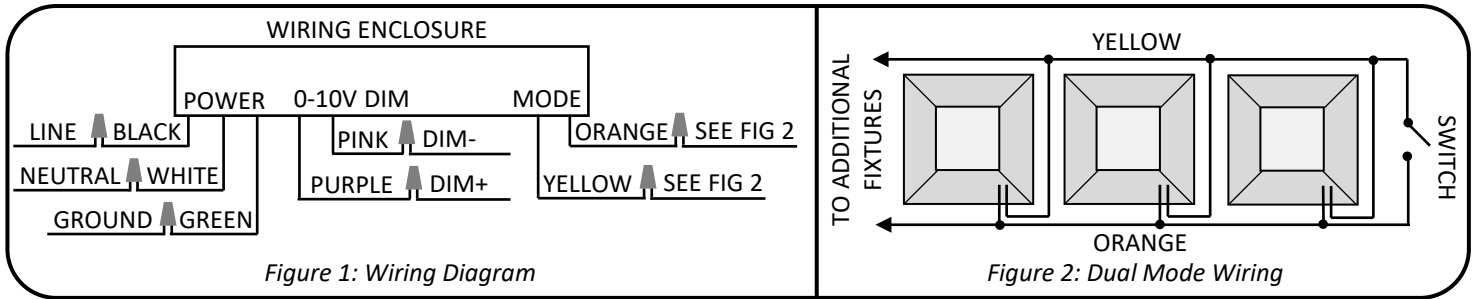 WIRING ENCLOSURE
POWER 0-10V DIM MODE
LINE BLACK
PINK DIM-
ORANGE SEE FIG 2
NEUTRAL WHITE
PURPLE DIM+
YELLOW SEE FIG 2
GROUND GREEN
Figure 1: Wiring Diagram
YELLOW
TO ADDITIONAL
FIXTURES
SWITCH
ORANGE
Figure 2: Dual Mode Wiring